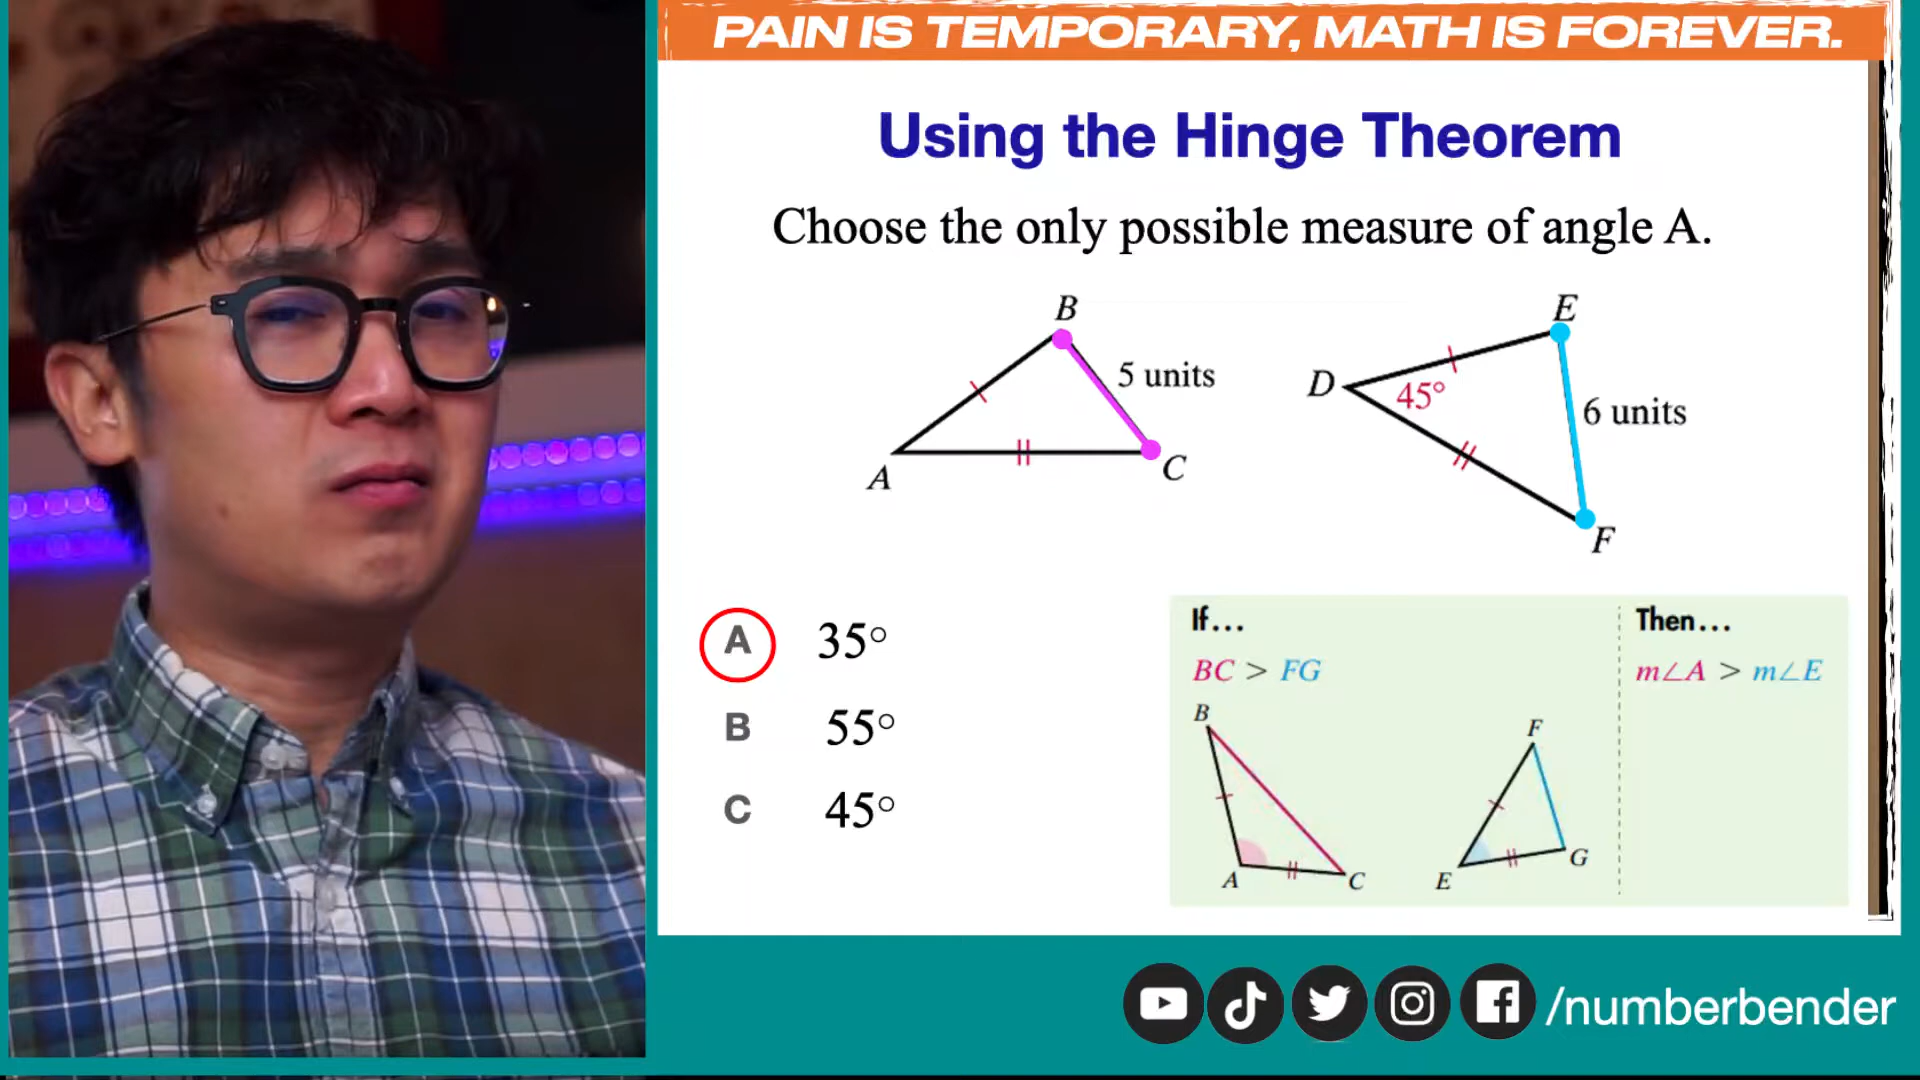 PAIN IS TEMPORARY, MATH IS FOREVER.
Using the Hinge Theorem
Choose the only possible measure of angle A.
B
5 units
A
C
E
D
45°
6 units
F
A 35°
B 55°
C 45°
If...
BC > FG
B
A
C
F
E
G
Then...
m∠A > m∠E
/numberbender